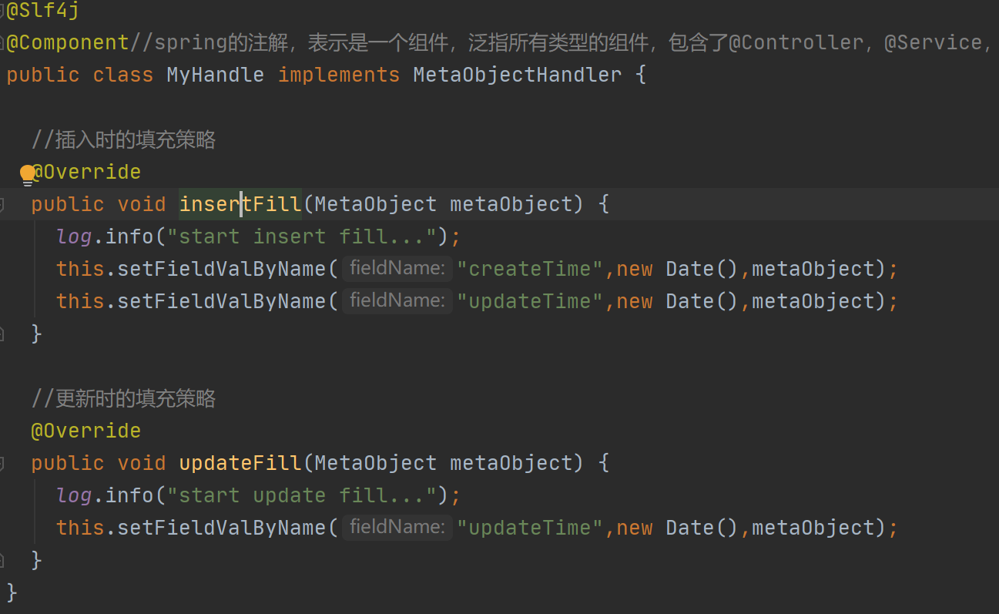 @Slf4j
@Component//spring的注解，表示是一个组件，泛指所有类型的组件，包含了@Controller，@Service，
public class MyHandle implements MetaObjectHandler {
//插入时的填充策略
@Override
public void insertFill(MetaObject metaObject) {
log.info("start insert fill...");
this.setFieldValByName( fieldName: "createTime",new Date(),metaObject);
this.setFieldValByName( fieldName: "updateTime",new Date(),metaObject);
}
//更新时的填充策略
@Override
public void updateFill(MetaObject metaObject) {
log.info("start update fill...");
this.setFieldValByName( fieldName: "updateTime",new Date(),metaObject);
}
}